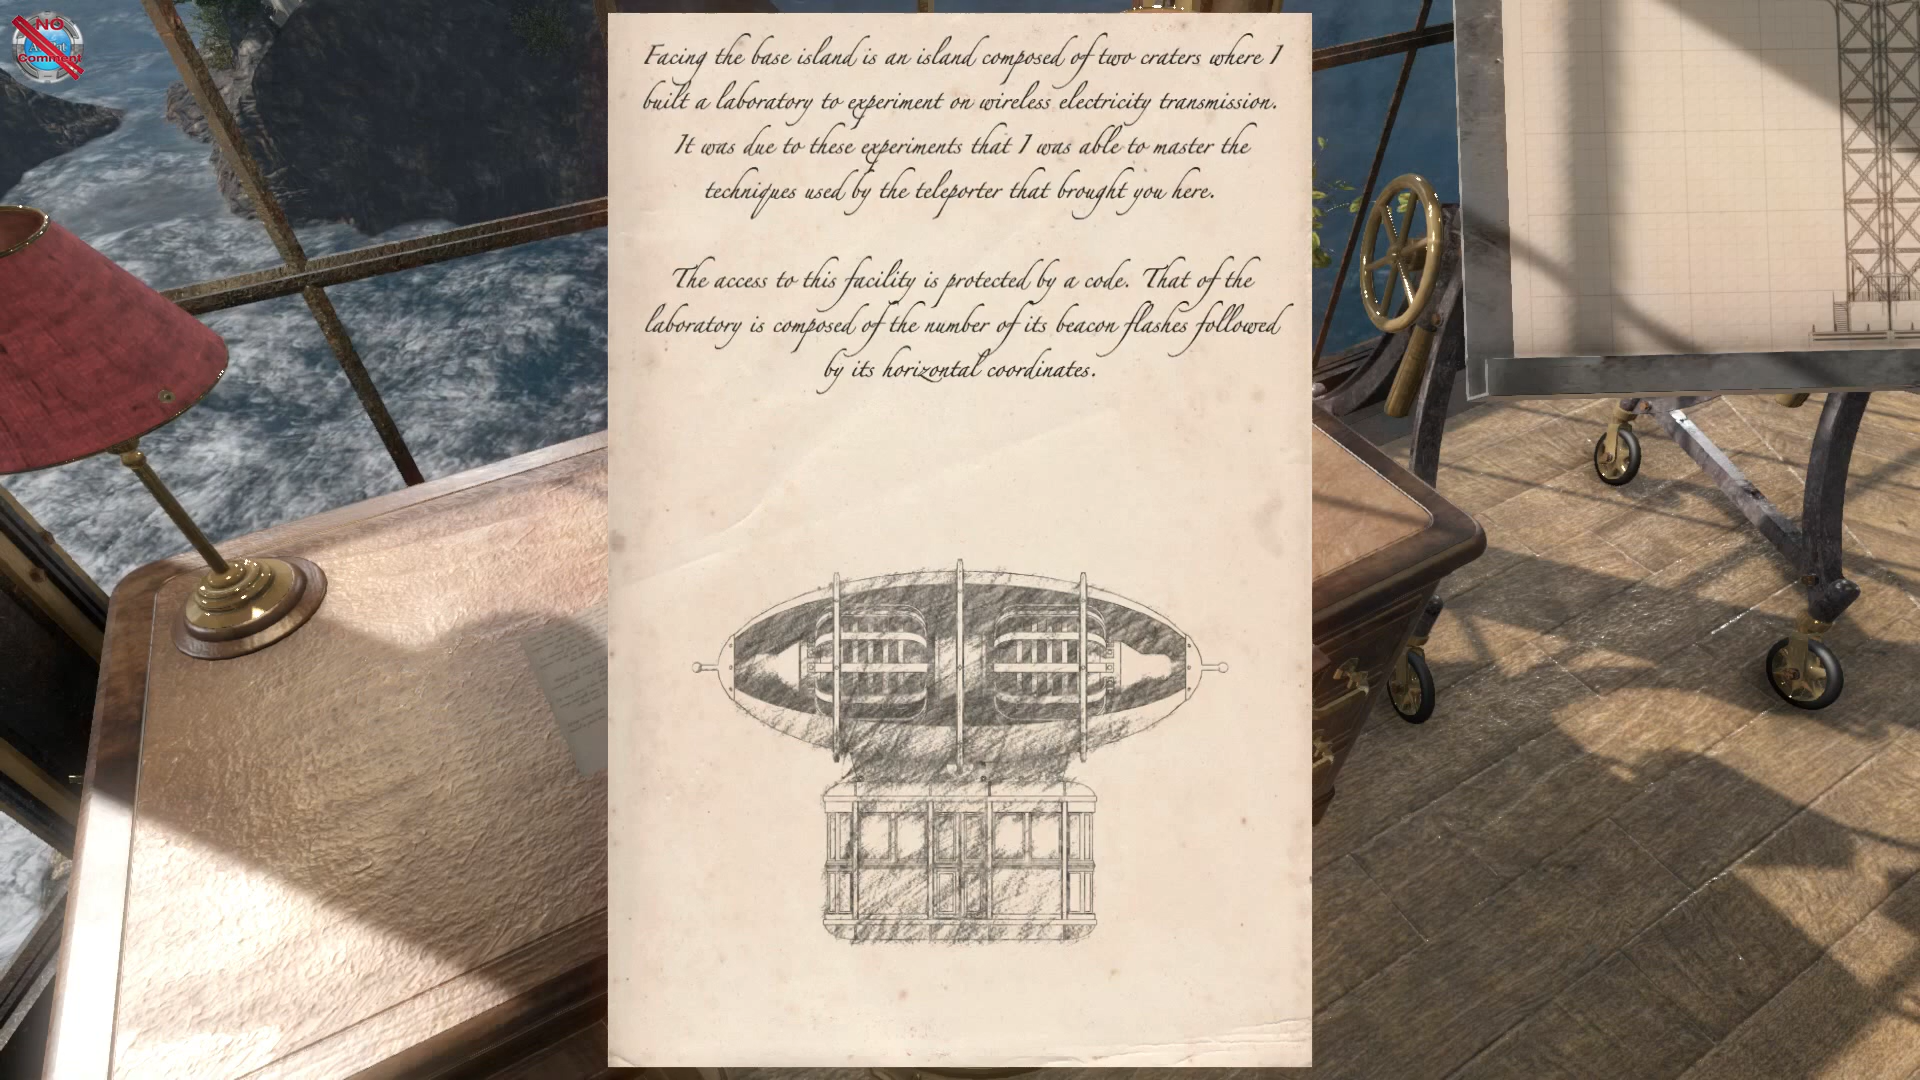 NO
Comment
Facing the base island is an island composed of two craters where I
built a laboratory to experiment on wireless electricity transmission.
It was due to these experiments that I was able to master the
techniques used by the teleporter that brought you here.
The access to this facility is protected by a code. That of the
laboratory is composed of the number of its beacon flashes followed
by its horizontal coordinates.